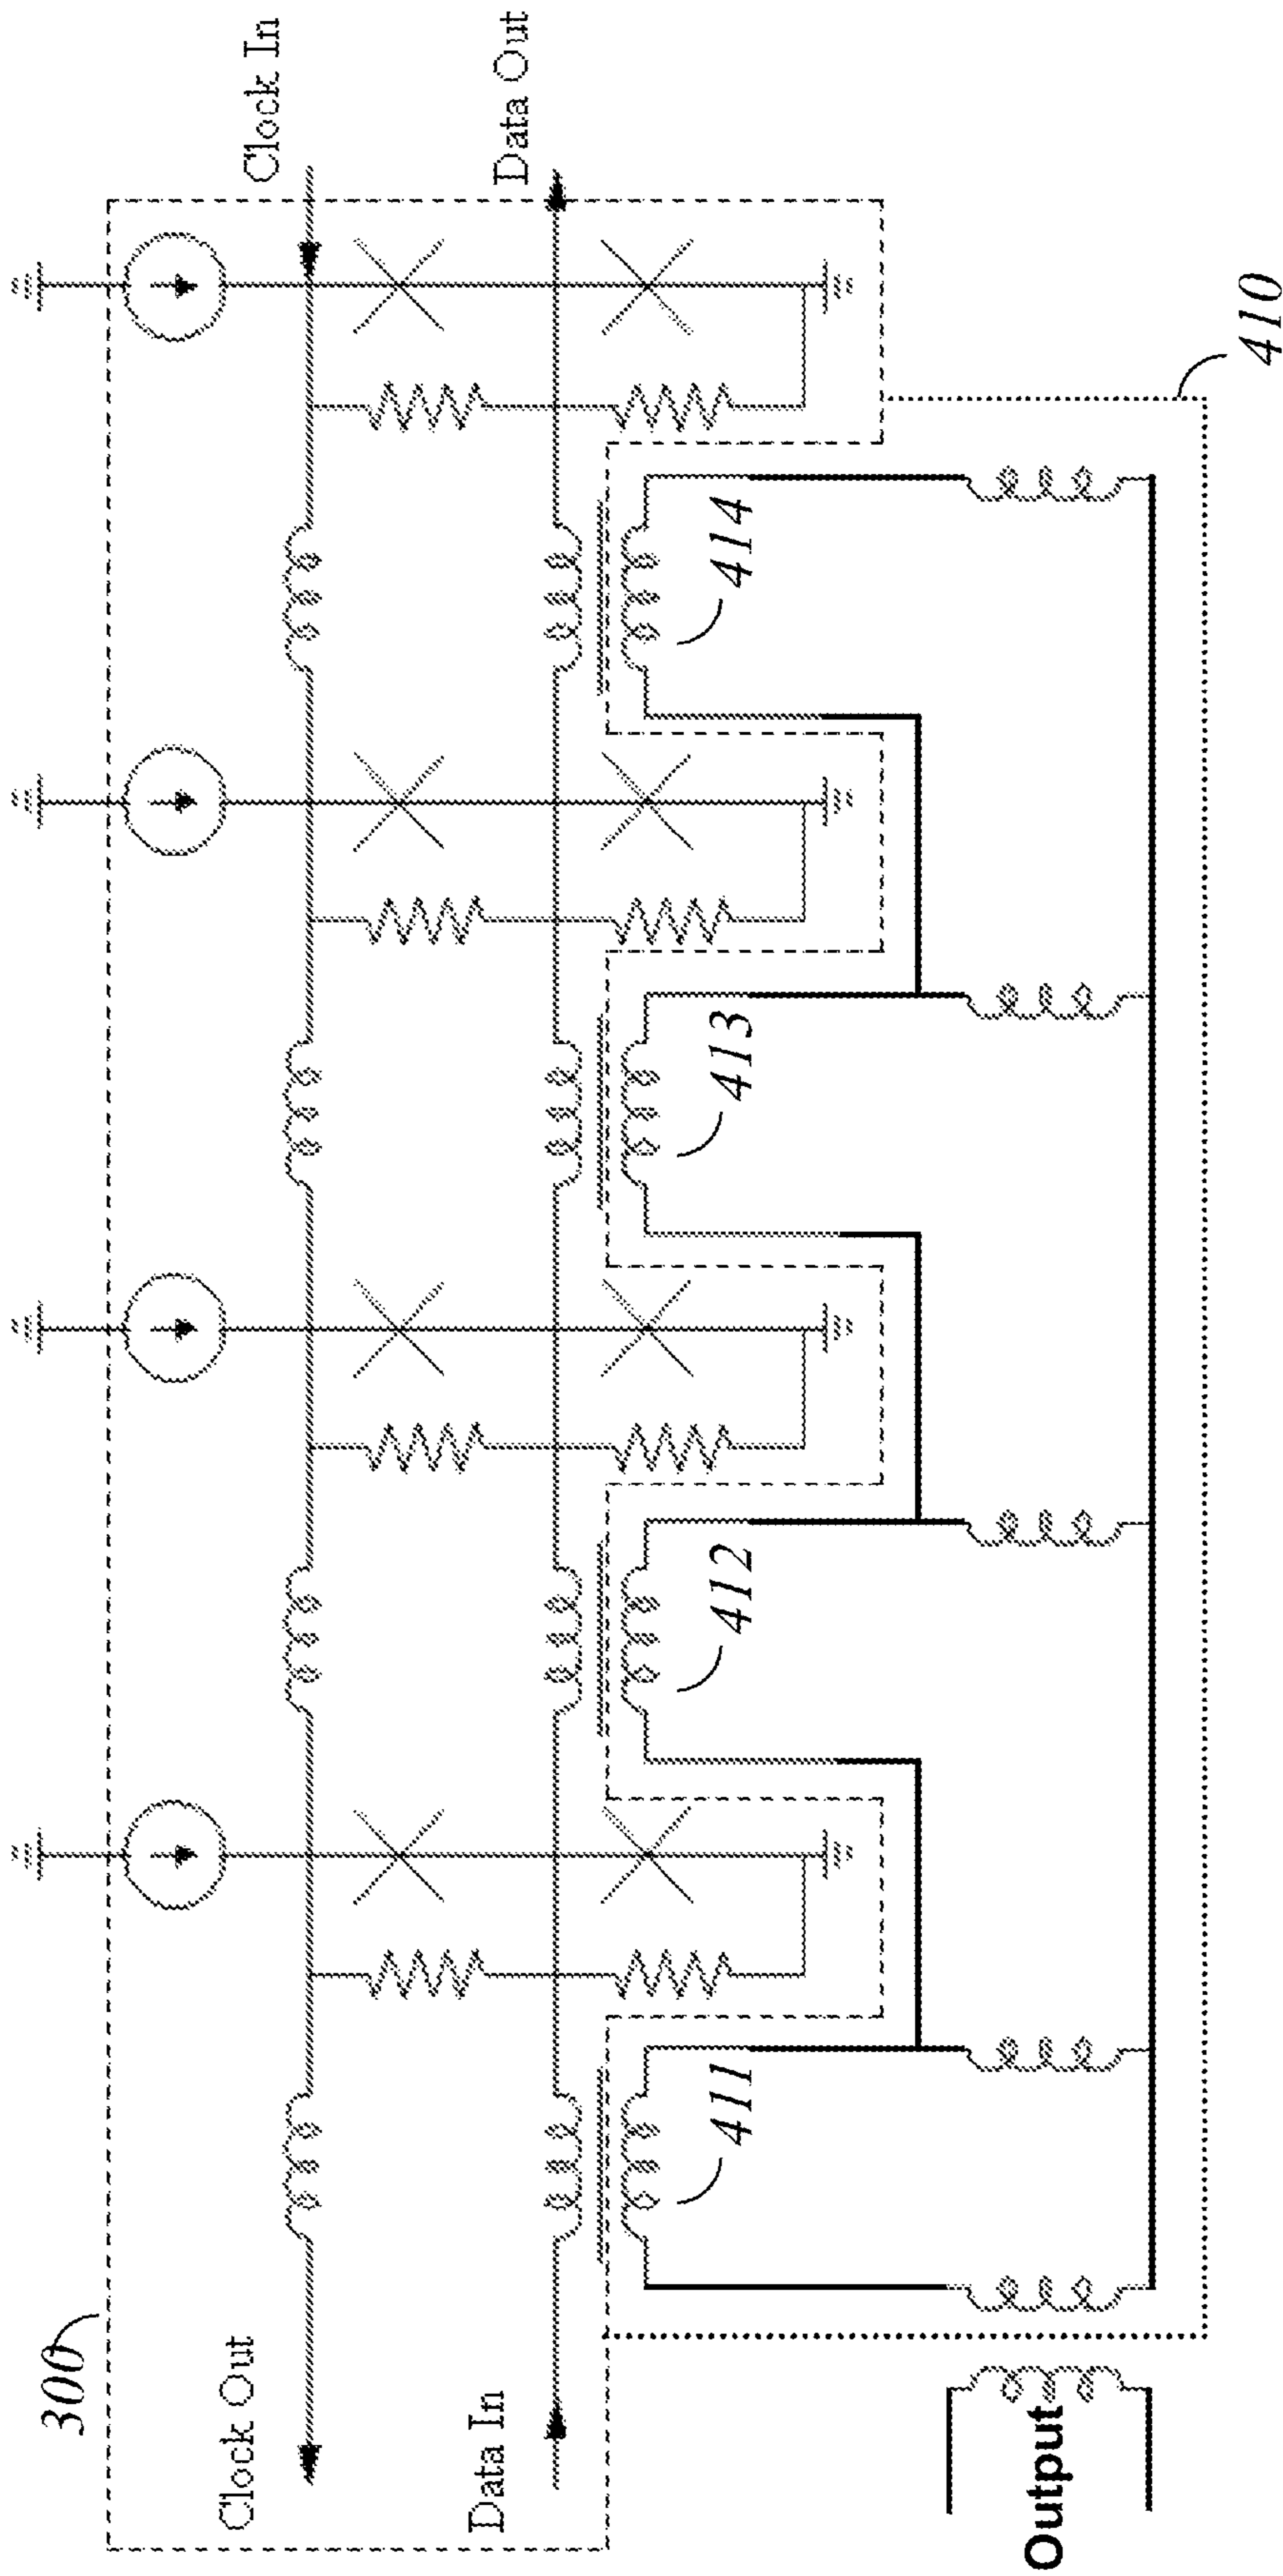 300
Clock Out
Clock In
Data In
Data Out
411
412
413
414
410
Output